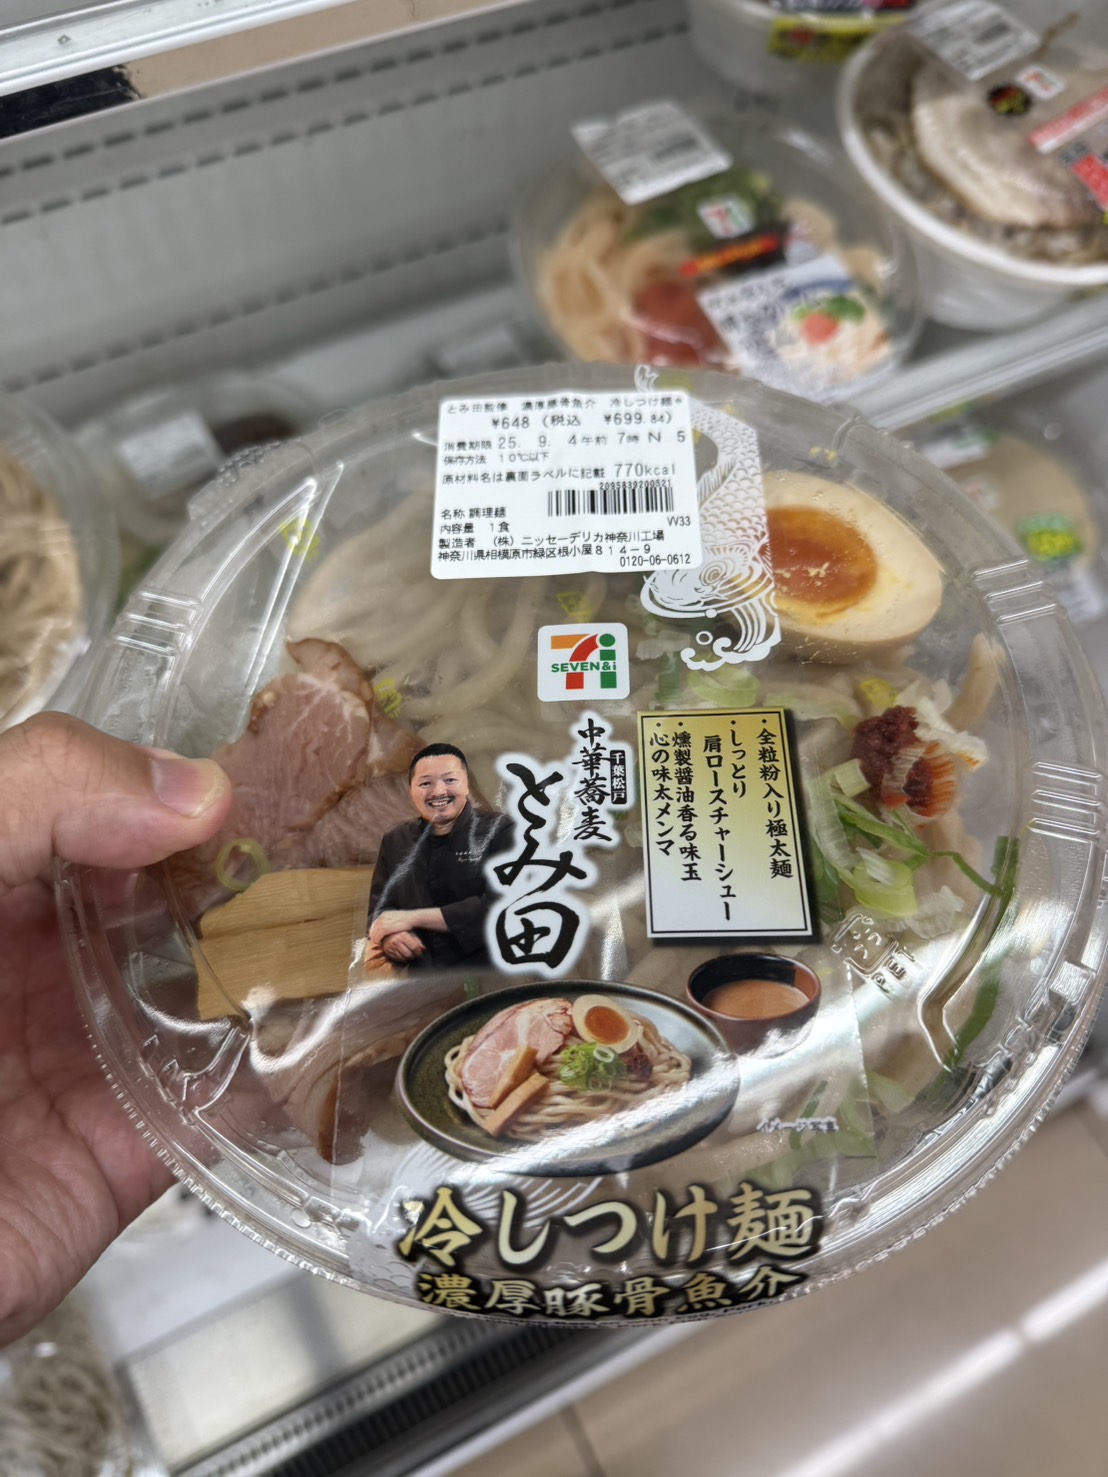 とみ田監修 濃厚豚骨魚介 冷しつけ麺*
¥648 (税込 ¥699.84)
消費期限 25. 9. 4午前 7時 N 5
保存方法 10℃以下
原材料名は裏面ラベルに記載 770kcal
2095839200521
名称 調理麺
VV33
内容量 1食
製造者 (株)ニッセーデリカ神奈川工場
神奈川県相模原市緑区根小屋814-9
0120-06-0612
SEVEN&i
千葉松戸
中華蕎麦
とみ田
・全粒粉入り極太麺
・しっとり
肩ロースチャーシュー
・燻製醤油香る味玉
・心の味太メンマ
イメージ写真
冷しつけ麺
濃厚豚骨魚介